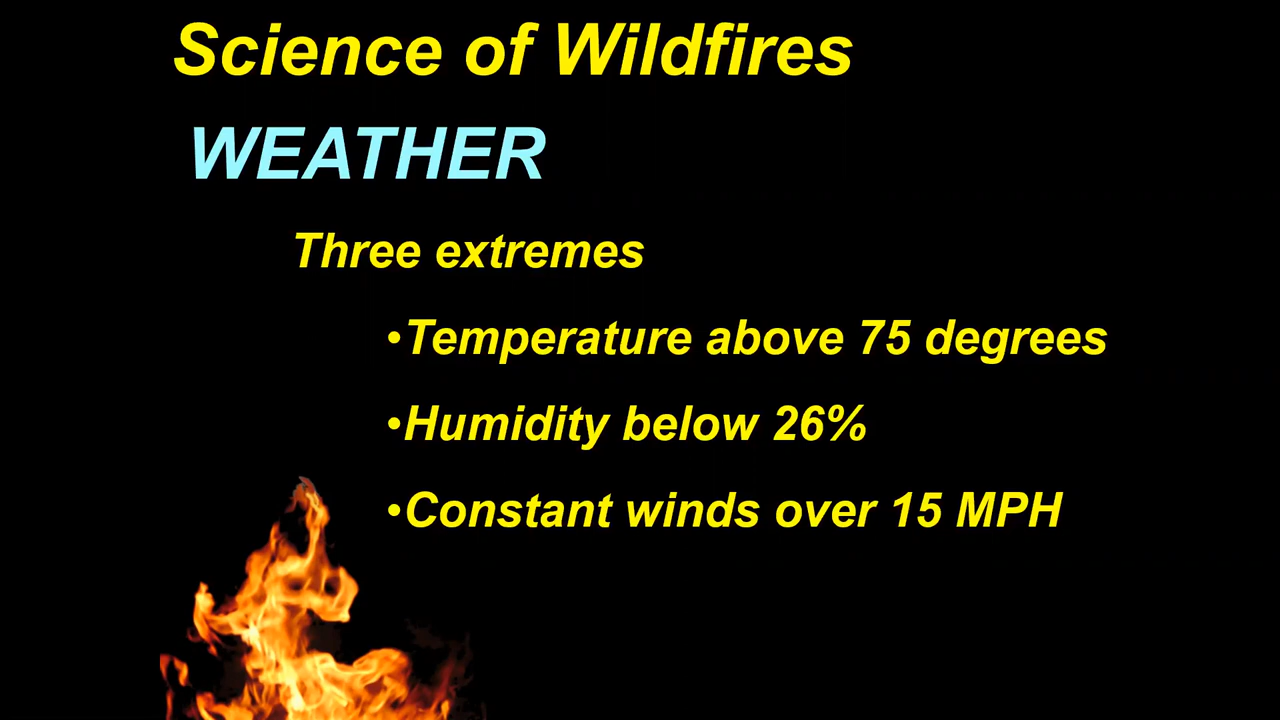 Science of Wildfires
WEATHER
Three extremes
•Temperature above 75 degrees
•Humidity below 26%
•Constant winds over 15 MPH